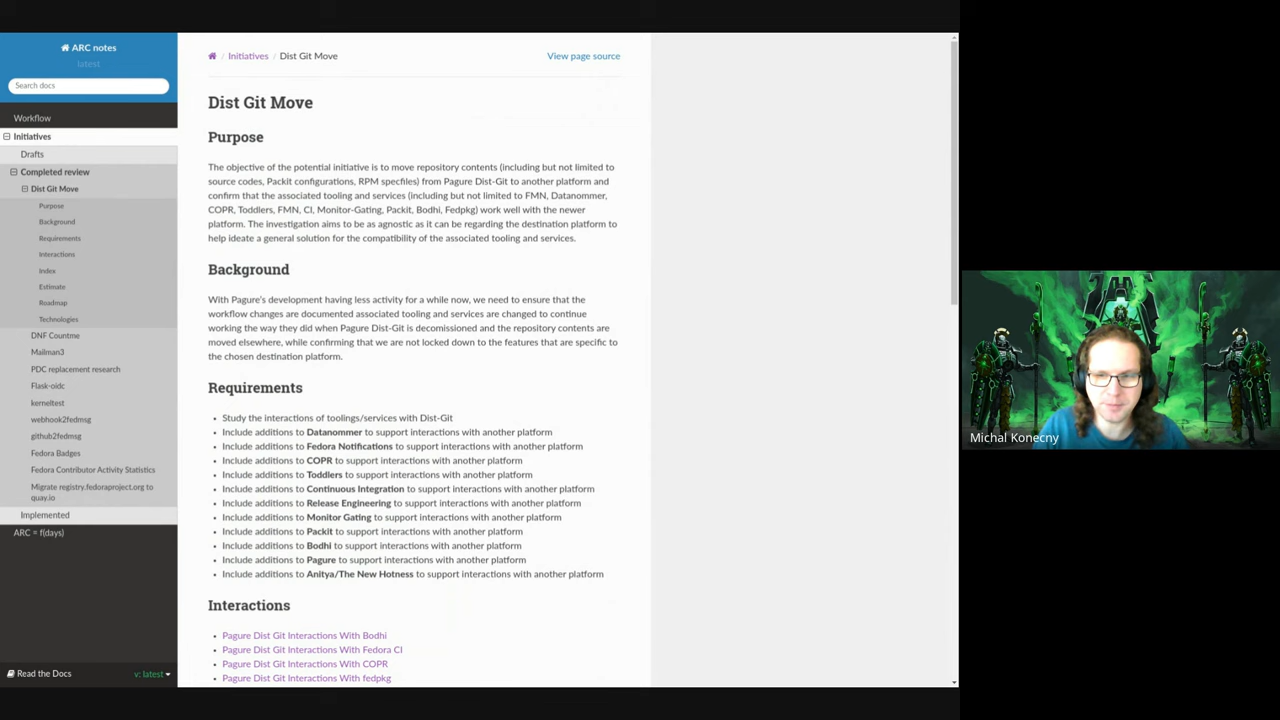 ARC notes
latest
Search docs
Workflow
Initiatives
Drafts
Completed review
Dist Git Move
Purpose
Background
Requirements
Interactions
Index
Estimate
Roadmap
Technologies
DNF Countme
Mailman3
PDC replacement research
Flask-oidc
kerneltest
webhook2fedmsg
github2fedmsg
Fedora Badges
Fedora Contributor Activity Statistics
Migrate registry.fedoraproject.org to
quay.io
Implemented
ARC = f(days)
Read the Docs v: latest
/ Initiatives / Dist Git Move View page source
Dist Git Move
Purpose
The objective of the potential initiative is to move repository contents (including but not limited to
source codes, Packit configurations, RPM specfiles) from Pagure Dist-Git to another platform and
confirm that the associated tooling and services (including but not limited to FMN, Datanommer,
COPR, Toddlers, FMN, CI, Monitor-Gating, Packit, Bodhi, Fedpkg) work well with the newer
platform. The investigation aims to be as agnostic as it can be regarding the destination platform to
help ideate a general solution for the compatibility of the associated tooling and services.
Background
With Pagure's development having less activity for a while now, we need to ensure that the
workflow changes are documented associated tooling and services are changed to continue
working the way they did when Pagure Dist-Git is decomissioned and the repository contents are
moved elsewhere, while confirming that we are not locked down to the features that are specific to
the chosen destination platform.
Requirements
• Study the interactions of toolings/services with Dist-Git
• Include additions to Datanommer to support interactions with another platform
• Include additions to Fedora Notifications to support interactions with another platform
• Include additions to COPR to support interactions with another platform
• Include additions to Toddlers to support interactions with another platform
• Include additions to Continuous Integration to support interactions with another platform
• Include additions to Release Engineering to support interactions with another platform
• Include additions to Monitor Gating to support interactions with another platform
• Include additions to Packit to support interactions with another platform
• Include additions to Bodhi to support interactions with another platform
• Include additions to Pagure to support interactions with another platform
• Include additions to Anitya/The New Hotness to support interactions with another platform
Interactions
• Pagure Dist Git Interactions With Bodhi
• Pagure Dist Git Interactions With Fedora CI
• Pagure Dist Git Interactions With COPR
• Pagure Dist Git Interactions With fedpkg
Michal Konecny